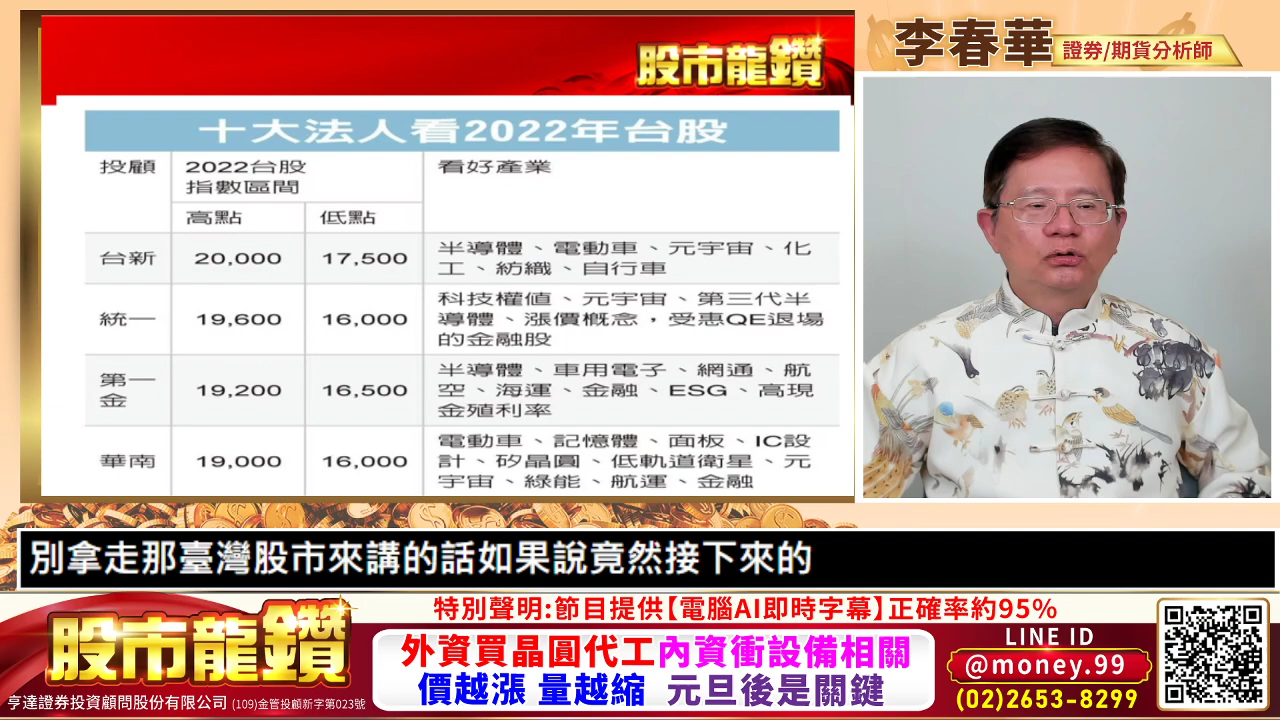 股市龍鑽
李春華
證券/期貨分析師
十大法人看2022年台股
投顧
2022台股
指數區間
看好產業
高點
低點
台新
20,000
17,500
半導體、電動車、元宇宙、化
工、紡織、自行車
統一
19,600
16,000
科技權值、元宇宙、第三代半
導體、漲價概念，受惠QE退場
的金融股
第一
金
19,200
16,500
半導體、車用電子、網通、航
空、海運、金融、ESG、高現
金殖利率
華南
19,000
16,000
電動車、記憶體、面板、IC設
計、矽晶圓、低軌道衛星、元
宇宙、綠能、航運、金融
別拿走那臺灣股市來講的話如果說竟然接下來的
特別聲明:節目提供【電腦AI即時字幕】正確率約95%
股市龍鑽
亨達證券投資顧問股份有限公司 (109)金管投顧新字第023號
外資買晶圓代工內資衝設備相關
價越漲 量越縮 元旦後是關鍵
LINE ID
@money.99
(02)2653-8299